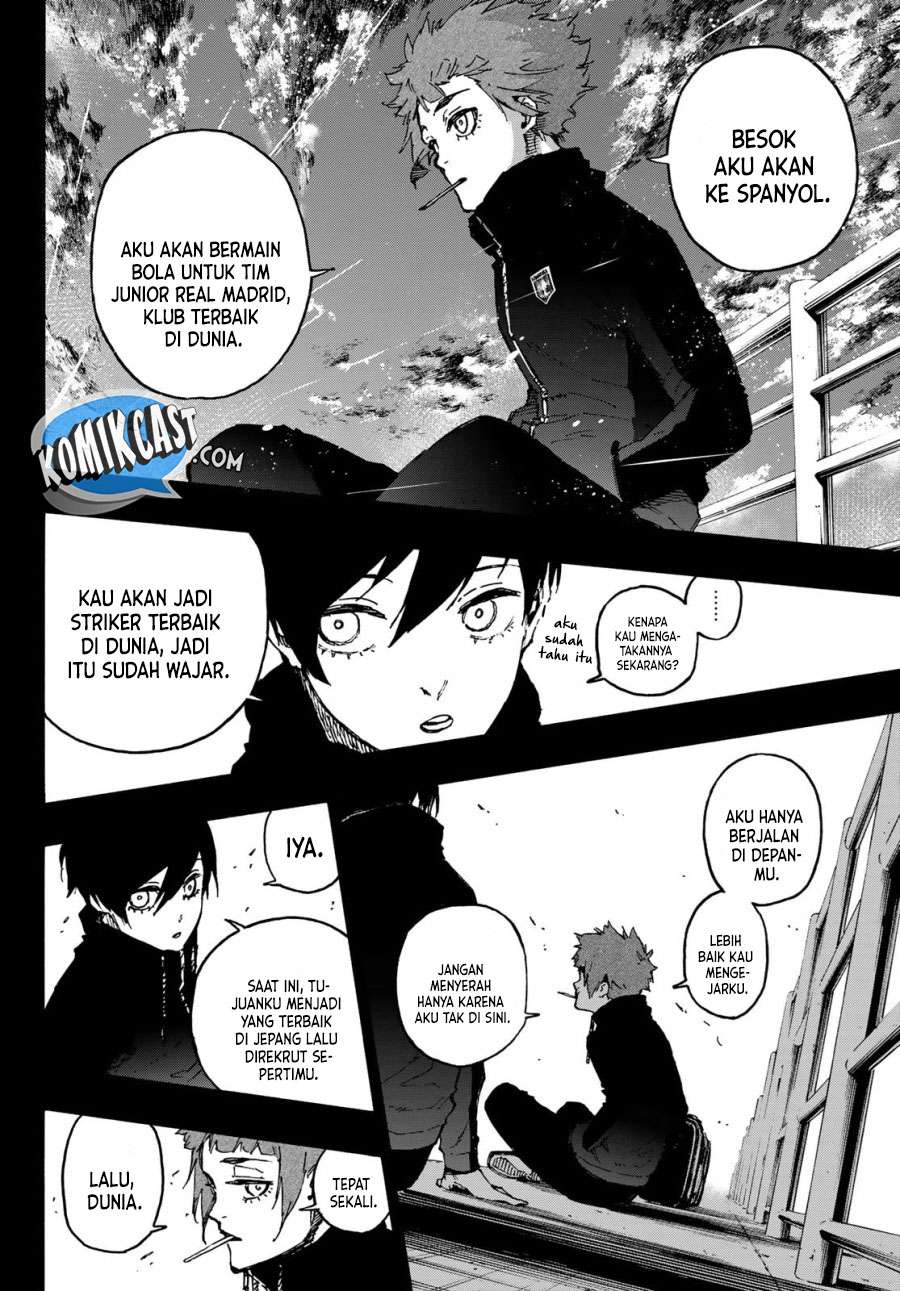 BESOK
AKU AKAN
KE SPANYOL.
AKU AKAN BERMAIN
BOLA UNTUK TIM
JUNIOR REAL MADRID,
KLUB TERBAIK
DI DUNIA.
KOMIKCAST
.COM
......
KENAPA
KAU MENGA-
TAKANNYA
SEKARANG?
aku
sudah
tahu itu
KAU AKAN JADI
STRIKER TERBAIK
DI DUNIA, JADI
ITU SUDAH WAJAR.
AKU HANYA
BERJALAN
DI DEPAN-
MU.
LEBIH
BAIK KAU
MENGE-
JARKU.
JANGAN
MENYERAH
HANYA KARENA
AKU TAK DI SINI.
IYA.
SAAT INI, TU-
JUANKU MENJADI
YANG TERBAIK
DI JEPANG LALU
DIREKRUT SE-
PERTIMU.
TEPAT
SEKALI.
LALU,
DUNIA.